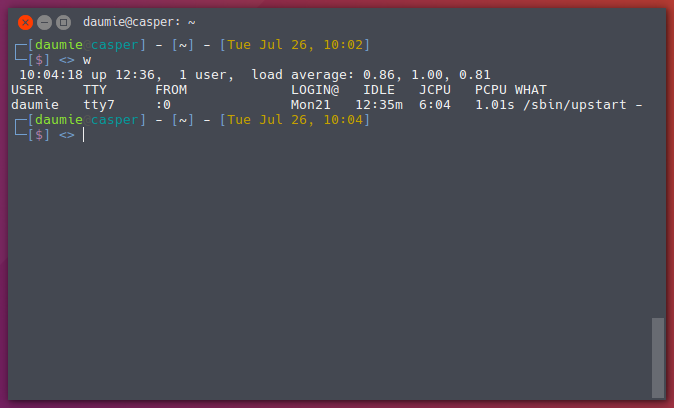 daumie@casper: ~
┌─[daumie@casper] – [~] – [Tue Jul 26, 10:02]
└─[$] <> w
 10:04:18 up 12:36,  1 user,  load average: 0.86, 1.00, 0.81
USER     TTY      FROM             LOGIN@   IDLE   JCPU   PCPU WHAT
daumie   tty7     :0               Mon21   12:35m  6:04   1.01s /sbin/upstart –
┌─[daumie@casper] – [~] – [Tue Jul 26, 10:04]
└─[$] <>